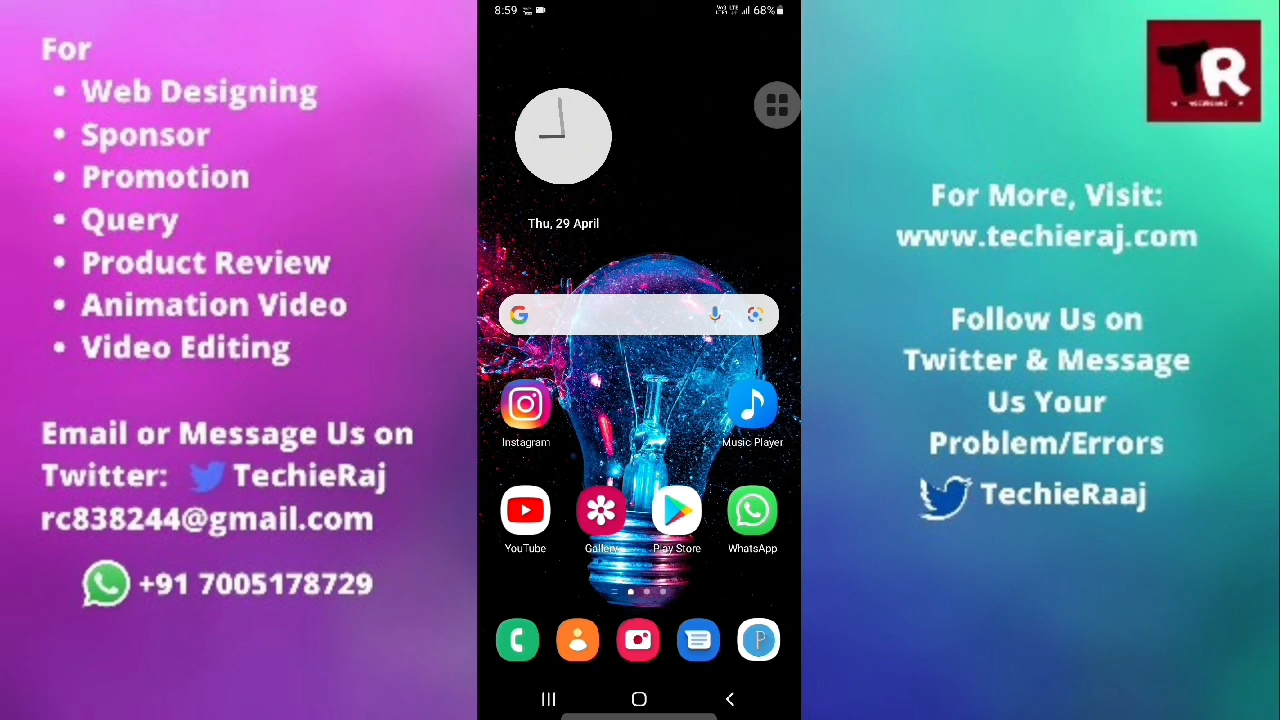 For
• Web Designing
• Sponsor
• Promotion
• Query
• Product Review
• Animation Video
• Video Editing
Email or Message Us on
Twitter: TechieRaj
rc838244@gmail.com
+91 7005178729
8:59
68%
Thu, 29 April
Instagram
Music Player
YouTube
Gallery
Play Store
WhatsApp
TR
For More, Visit:
www.techieraj.com
Follow Us on
Twitter & Message
Us Your
Problem/Errors
TechieRaaj